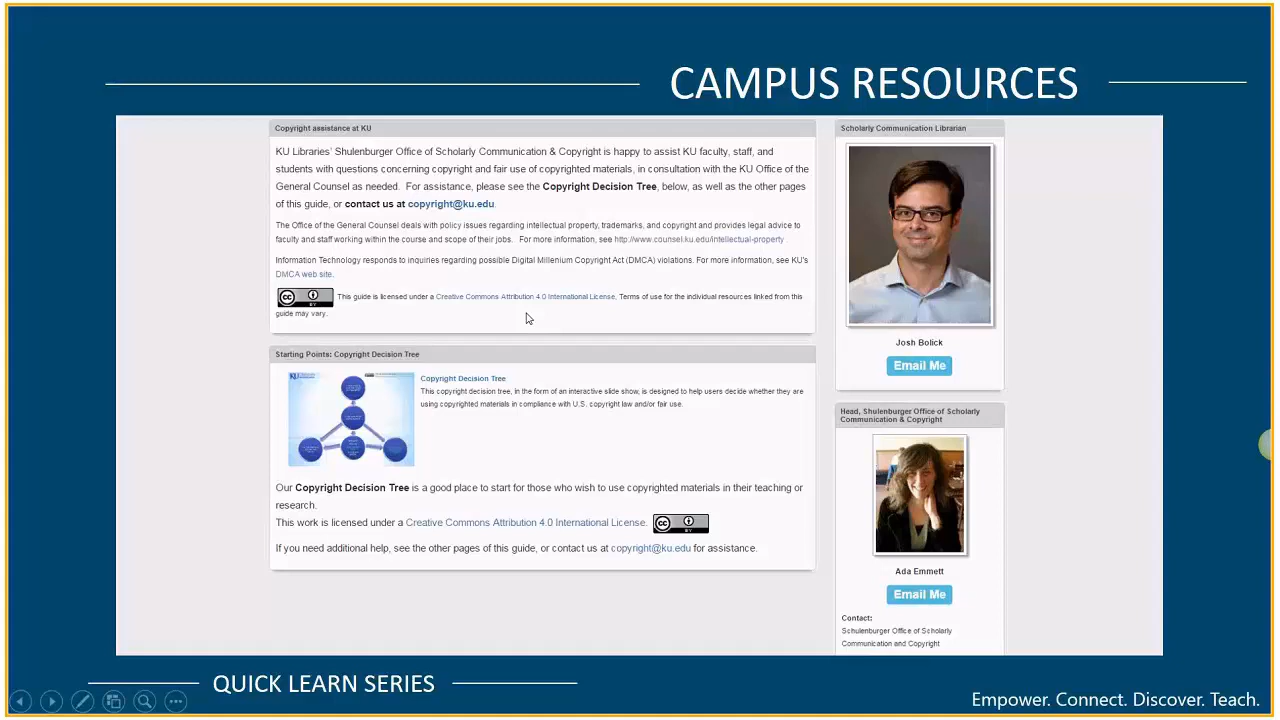 CAMPUS RESOURCES
Copyright assistance at KU
KU Libraries' Shulenburger Office of Scholarly Communication & Copyright is happy to assist KU faculty, staff, and
students with questions concerning copyright and fair use of copyrighted materials, in consultation with the KU Office of the
General Counsel as needed. For assistance, please see the Copyright Decision Tree, below, as well as the other pages
of this guide, or contact us at copyright@ku.edu.
The Office of the General Counsel deals with policy issues regarding intellectual property, trademarks, and copyright and provides legal advice to
faculty and staff working within the course and scope of their jobs. For more information, see http://www.counsel.ku.edu/intellectual-property
Information Technology responds to inquiries regarding possible Digital Millenium Copyright Act (DMCA) violations. For more information, see KU's
DMCA web site.
cc BY This guide is licensed under a Creative Commons Attribution 4.0 International License. Terms of use for the individual resources linked from this
guide may vary.
Starting Points: Copyright Decision Tree
KU
Copyright Decision Tree
This copyright decision tree, in the form of an interactive slide show, is designed to help users decide whether they are
using copyrighted materials in compliance with U.S. copyright law and/or fair use.
Our Copyright Decision Tree is a good place to start for those who wish to use copyrighted materials in their teaching or
research.
This work is licensed under a Creative Commons Attribution 4.0 International License. cc BY
If you need additional help, see the other pages of this guide, or contact us at copyright@ku.edu for assistance.
Scholarly Communication Librarian
Josh Bolick
Email Me
Head, Shulenburger Office of Scholarly
Communication & Copyright
Ada Emmett
Email Me
Contact:
Schulenburger Office of Scholarly
Communication and Copyright
QUICK LEARN SERIES
Empower. Connect. Discover. Teach.